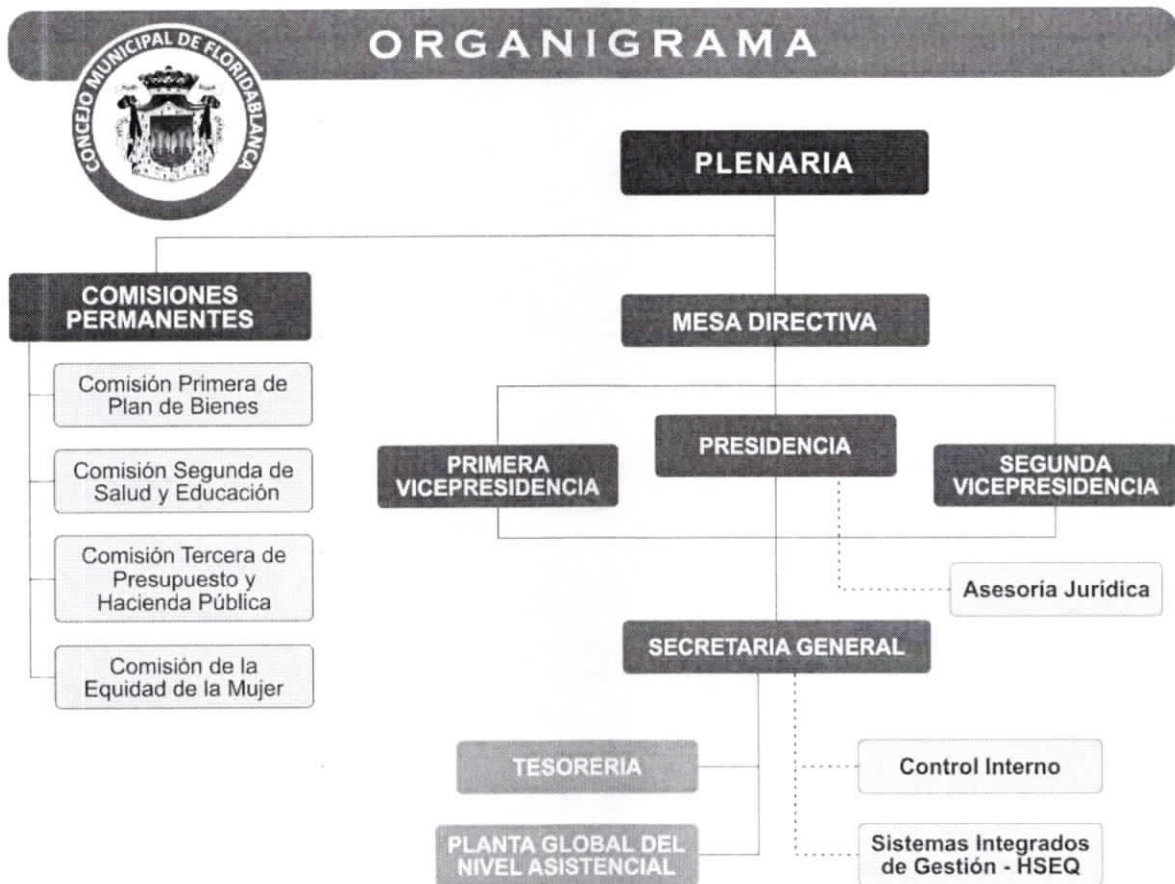 ORGANIGRAMA
CONCEJO MUNICIPAL DE FLORIDABLANCA
PLENARIA
COMISIONES
PERMANENTES
Comisión Primera de
Plan de Bienes
Comisión Segunda de
Salud y Educación
Comisión Tercera de
Presupuesto y
Hacienda Pública
Comisión de la
Equidad de la Mujer
MESA DIRECTIVA
PRIMERA
VICEPRESIDENCIA
PRESIDENCIA
SEGUNDA
VICEPRESIDENCIA
Asesoría Jurídica
SECRETARIA GENERAL
TESORERIA
PLANTA GLOBAL DEL
NIVEL ASISTENCIAL
Control Interno
Sistemas Integrados
de Gestión - HSEQ